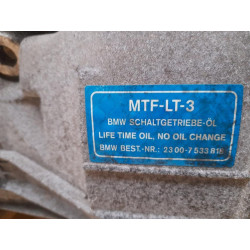 MTF-LT-3
BMW SCHALTGETRIEBE-ÖL
LIFE TIME OIL, NO OIL CHANGE
BMW BEST.-NR.: 23 00-7 533 818